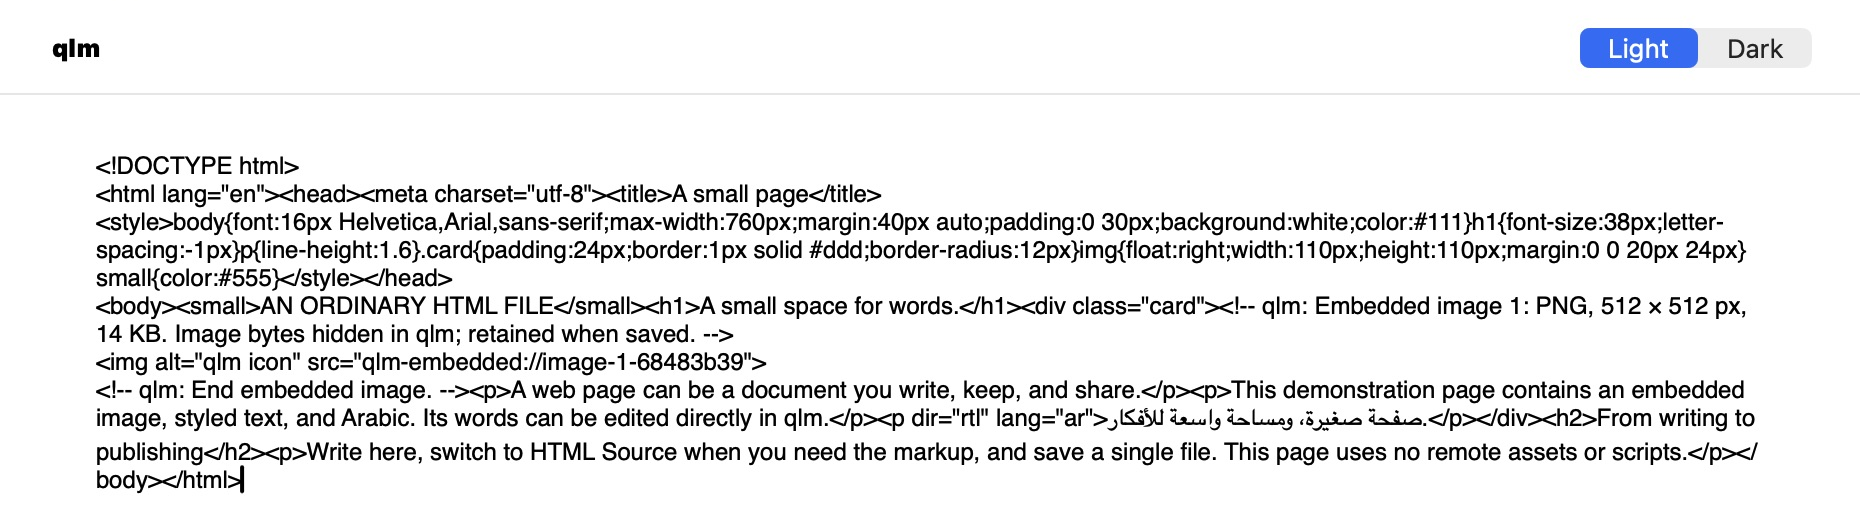 qlm
Light
Dark
<!DOCTYPE html>
<html lang="en"><head><meta charset="utf-8"><title>A small page</title>
<style>body{font:16px Helvetica,Arial,sans-serif;max-width:760px;margin:40px auto;padding:0 30px;background:white;color:#111}h1{font-size:38px;letter-
spacing:-1px}p{line-height:1.6}.card{padding:24px;border:1px solid #ddd;border-radius:12px}img{float:right;width:110px;height:110px;margin:0 0 20px 24px}
small{color:#555}</style></head>
<body><small>AN ORDINARY HTML FILE</small><h1>A small space for words.</h1><div class="card"><!-- qlm: Embedded image 1: PNG, 512 × 512 px,
14 KB. Image bytes hidden in qlm; retained when saved. -->
<img alt="qlm icon" src="qlm-embedded://image-1-68483b39">
<!-- qlm: End embedded image. --><p>A web page can be a document you write, keep, and share.</p><p>This demonstration page contains an embedded
image, styled text, and Arabic. Its words can be edited directly in qlm.</p><p dir="rtl" lang="ar">صفحة صغيرة، ومساحة واسعة للأفكار.</p></div><h2>From writing to
publishing</h2><p>Write here, switch to HTML Source when you need the markup, and save a single file. This page uses no remote assets or scripts.</p></
body></html>